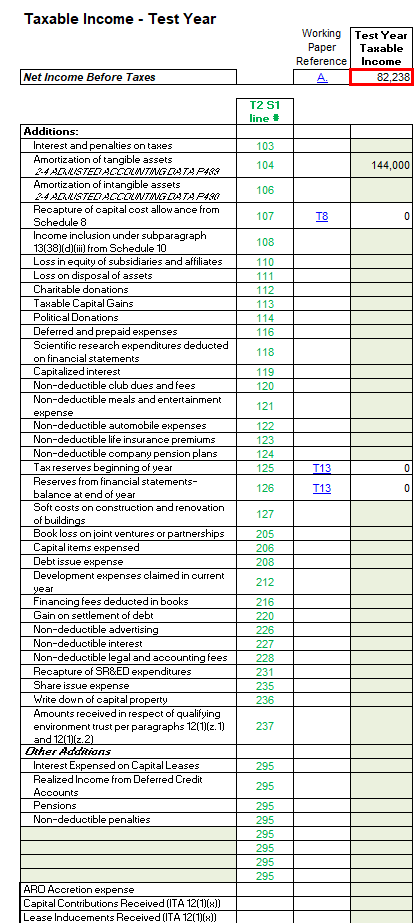 Taxable Income - Test Year
Working Paper Reference
Test Year Taxable Income
Net Income Before Taxes A. 82,238
T2 S1 line #
Additions:
Interest and penalties on taxes 103
Amortization of tangible assets
2-4 ADJUSTED ACCOUNTING DATA P489 104 144,000
Amortization of intangible assets
2-4 ADJUSTED ACCOUNTING DATA P490 106
Recapture of capital cost allowance from
Schedule 8 107 T8 0
Income inclusion under subparagraph
13(38)(d)(iii) from Schedule 10 108
Loss in equity of subsidiaries and affiliates 110
Loss on disposal of assets 111
Charitable donations 112
Taxable Capital Gains 113
Political Donations 114
Deferred and prepaid expenses 116
Scientific research expenditures deducted
on financial statements 118
Capitalized interest 119
Non-deductible club dues and fees 120
Non-deductible meals and entertainment
expense 121
Non-deductible automobile expenses 122
Non-deductible life insurance premiums 123
Non-deductible company pension plans 124
Tax reserves beginning of year 125 T13 0
Reserves from financial statements-
balance at end of year 126 T13 0
Soft costs on construction and renovation
of buildings 127
Book loss on joint ventures or partnerships 205
Capital items expensed 206
Debt issue expense 208
Development expenses claimed in current
year 212
Financing fees deducted in books 216
Gain on settlement of debt 220
Non-deductible advertising 226
Non-deductible interest 227
Non-deductible legal and accounting fees 228
Recapture of SR&ED expenditures 231
Share issue expense 235
Write down of capital property 236
Amounts received in respect of qualifying
environment trust per paragraphs 12(1)(z.1)
and 12(1)(z.2) 237
Other Additions
Interest Expensed on Capital Leases 295
Realized Income from Deferred Credit
Accounts 295
Pensions 295
Non-deductible penalties 295
295
295
295
295
ARO Accretion expense
Capital Contributions Received (ITA 12(1)(x))
Lease Inducements Received (ITA 12(1)(x))